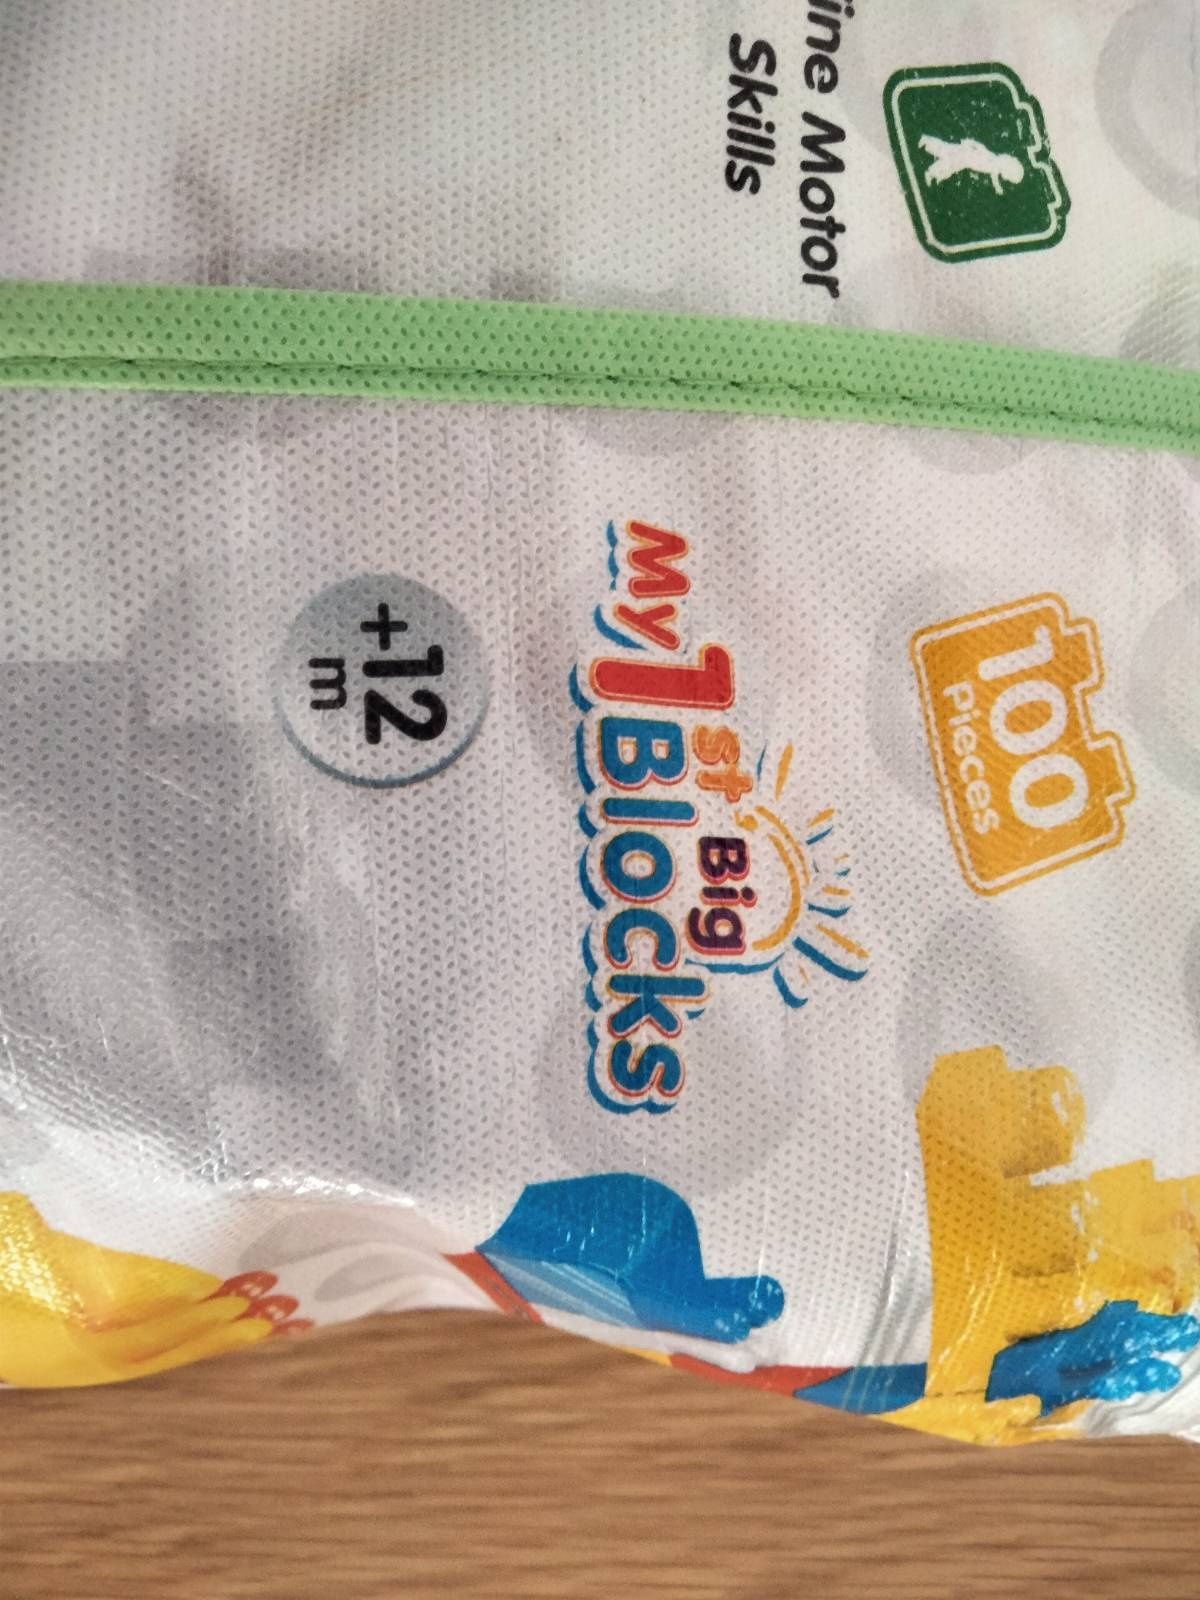 ine Motor
Skills
100
Pieces
My 1st Big
Blocks
+12
m